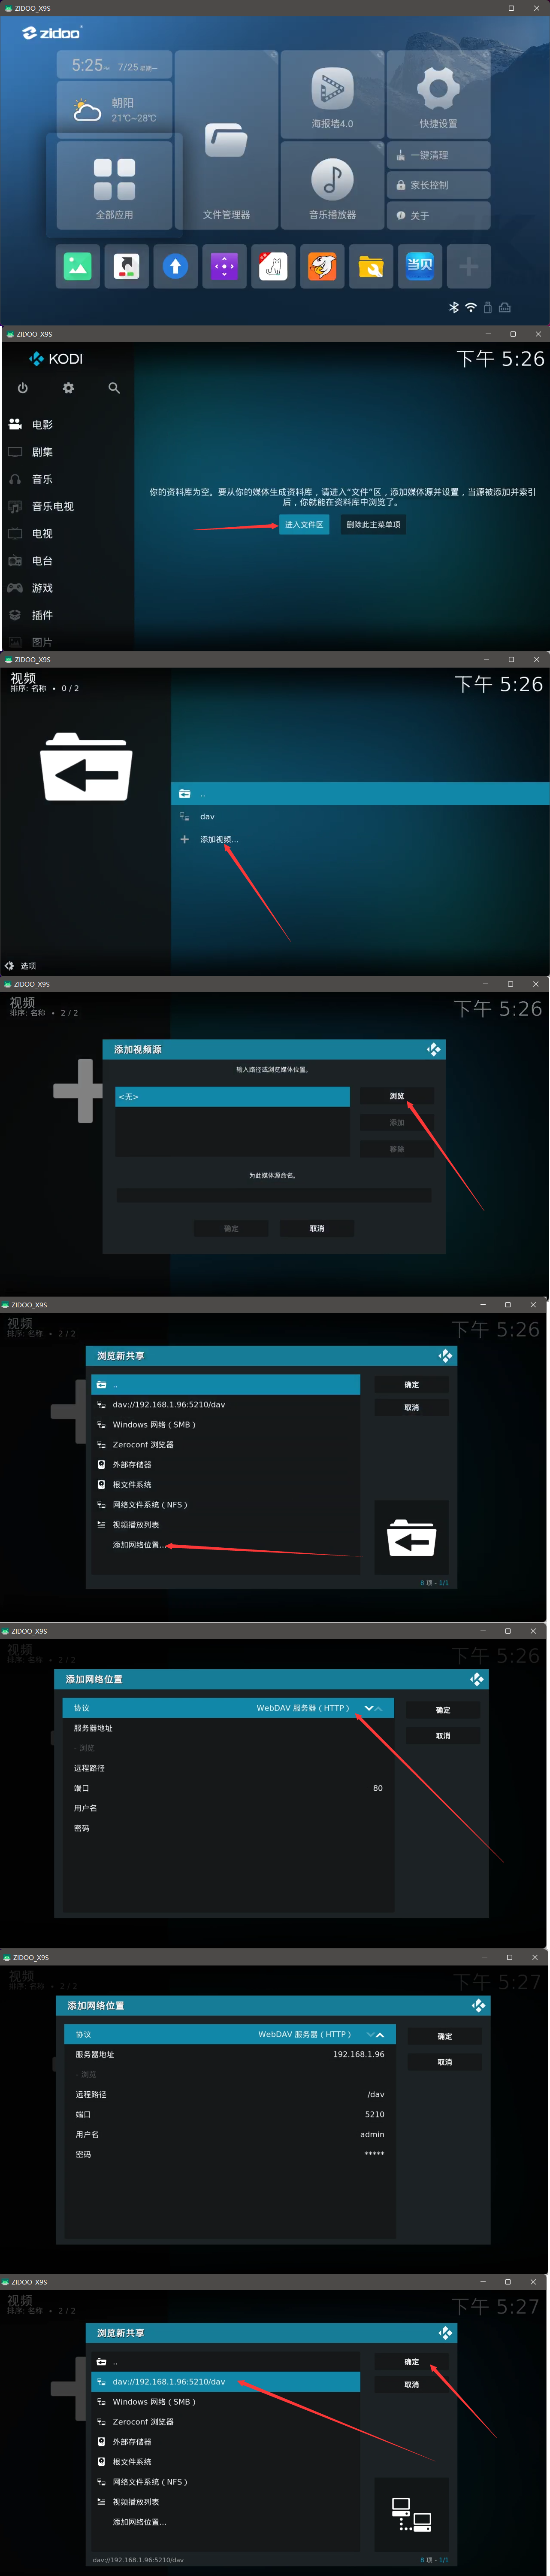 ZIDOO_X9S
zidoo
5:25 PM 7/25 星期一
朝阳
21℃~28℃
全部应用
文件管理器
海报墙4.0
音乐播放器
快捷设置
一键清理
家长控制
关于
当贝
ZIDOO_X9S
KODI
下午 5:26
电影
剧集
音乐
音乐电视
电视
电台
游戏
插件
图片
你的资料库为空。要从你的媒体生成资料库，请进入“文件”区，添加媒体源并设置，当源被添加并索引
后，你就能在资料库中浏览了。
进入文件区
删除此主菜单项
ZIDOO_X9S
视频
排序: 名称 • 0 / 2
下午 5:26
..
dav
添加视频...
选项
ZIDOO_X9S
视频
排序: 名称 • 2 / 2
下午 5:26
添加视频源
输入路径或浏览媒体位置。
<无>
浏览
添加
移除
为此媒体源命名。
确定
取消
ZIDOO_X9S
视频
排序: 名称 • 2 / 2
下午 5:26
浏览新共享
..
dav://192.168.1.96:5210/dav
Windows 网络 ( SMB )
Zeroconf 浏览器
外部存储器
根文件系统
网络文件系统 ( NFS )
视频播放列表
添加网络位置...
确定
取消
8 项 - 1/1
ZIDOO_X9S
视频
排序: 名称 • 2 / 2
下午 5:26
添加网络位置
协议 WebDAV 服务器 ( HTTP )
服务器地址
- 浏览
远程路径
端口 80
用户名
密码
确定
取消
ZIDOO_X9S
视频
排序: 名称 • 2 / 2
下午 5:27
添加网络位置
协议 WebDAV 服务器 ( HTTP )
服务器地址 192.168.1.96
- 浏览
远程路径 /dav
端口 5210
用户名 admin
密码 *****
确定
取消
ZIDOO_X9S
视频
排序: 名称 • 2 / 2
下午 5:27
浏览新共享
..
dav://192.168.1.96:5210/dav
Windows 网络 ( SMB )
Zeroconf 浏览器
外部存储器
根文件系统
网络文件系统 ( NFS )
视频播放列表
添加网络位置...
确定
取消
dav://192.168.1.96:5210/dav
8 项 - 1/1